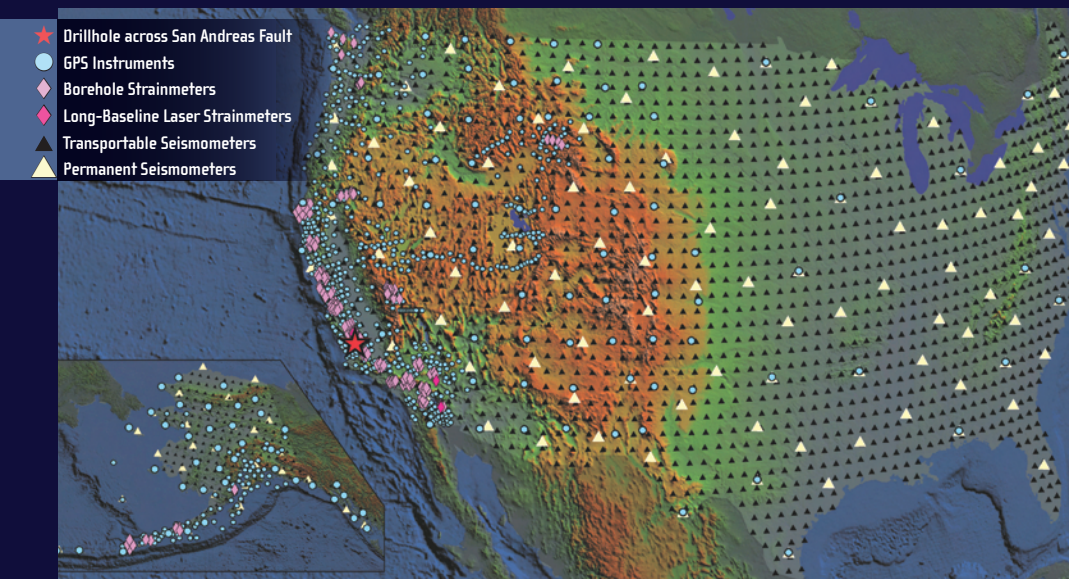 Drillhole across San Andreas Fault
GPS Instruments
Borehole Strainmeters
Long-Baseline Laser Strainmeters
Transportable Seismometers
Permanent Seismometers